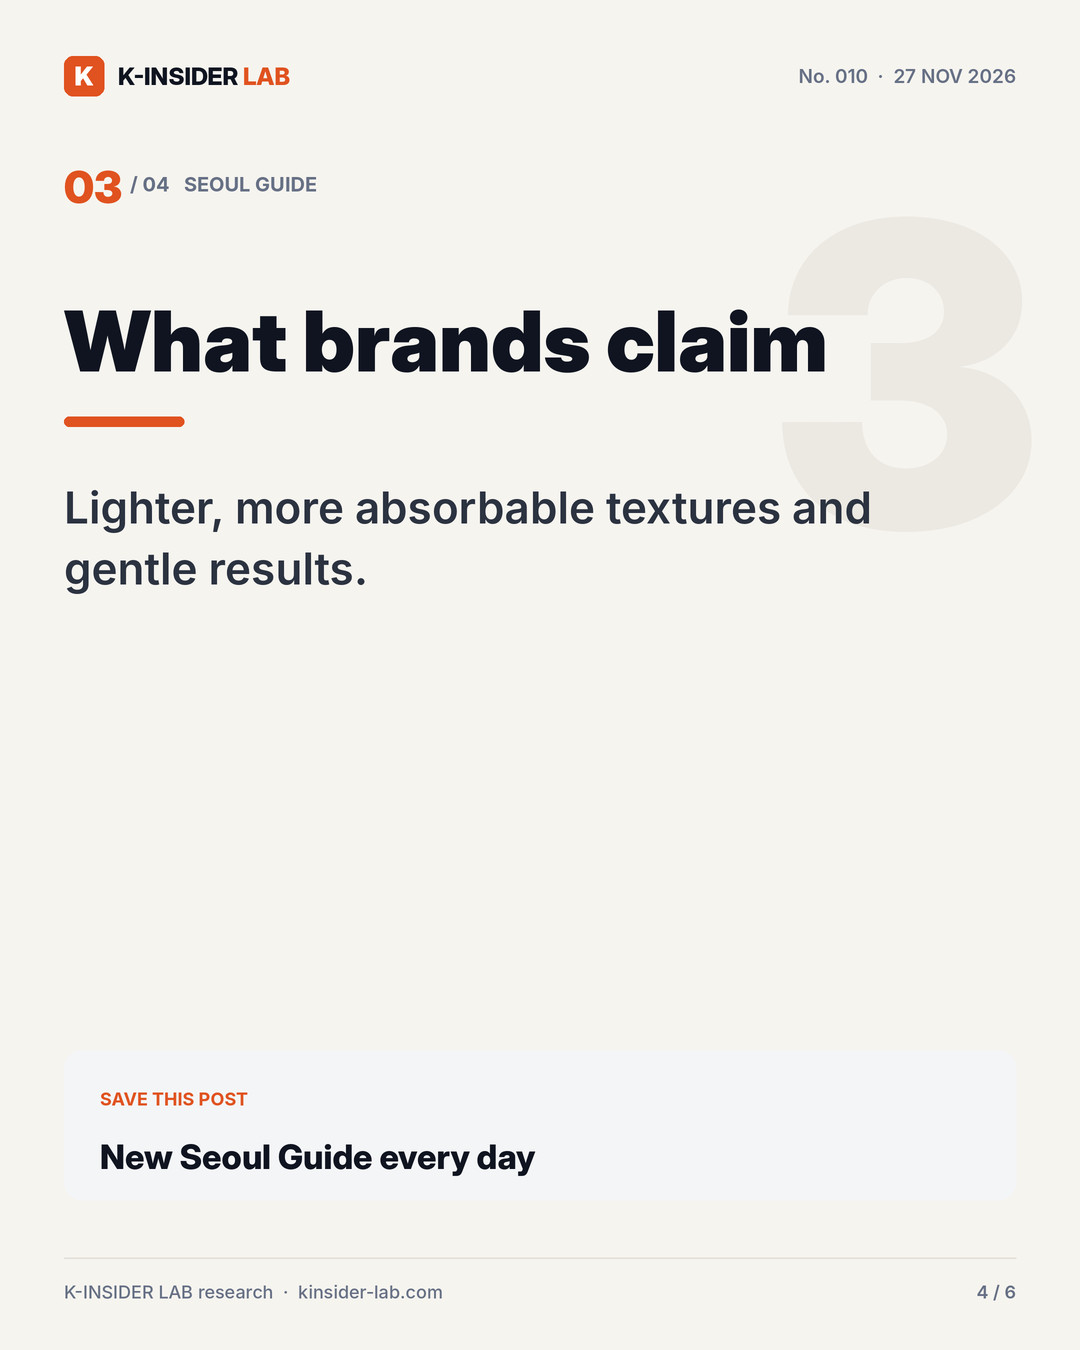 K
K-INSIDER LAB
No. 010 · 27 NOV 2026
03 / 04 SEOUL GUIDE
3
What brands claim
Lighter, more absorbable textures and
gentle results.
SAVE THIS POST
New Seoul Guide every day
K-INSIDER LAB research · kinsider-lab.com
4 / 6